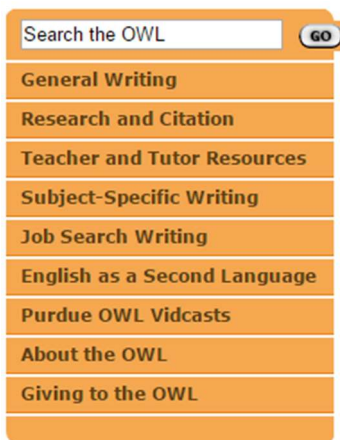 Search the OWL GO
General Writing
Research and Citation
Teacher and Tutor Resources
Subject-Specific Writing
Job Search Writing
English as a Second Language
Purdue OWL Vidcasts
About the OWL
Giving to the OWL